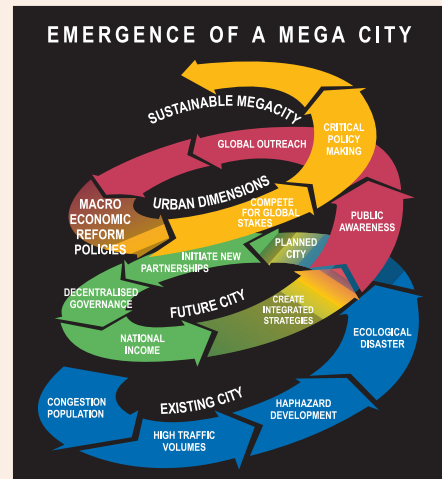 EMERGENCE OF A MEGA CITY
SUSTAINABLE MEGACITY
CRITICAL
POLICY
MAKING
GLOBAL OUTREACH
URBAN DIMENSIONS
MACRO
ECONOMIC
REFORM
POLICIES
COMPETE
FOR GLOBAL
STAKES
PUBLIC
AWARENESS
PLANNED
CITY
INITIATE NEW
PARTNERSHIPS
DECENTRALISED
GOVERNANCE
FUTURE CITY
CREATE
INTEGRATED
STRATEGIES
NATIONAL
INCOME
ECOLOGICAL
DISASTER
EXISTING CITY
CONGESTION
POPULATION
HAPHAZARD
DEVELOPMENT
HIGH TRAFFIC
VOLUMES